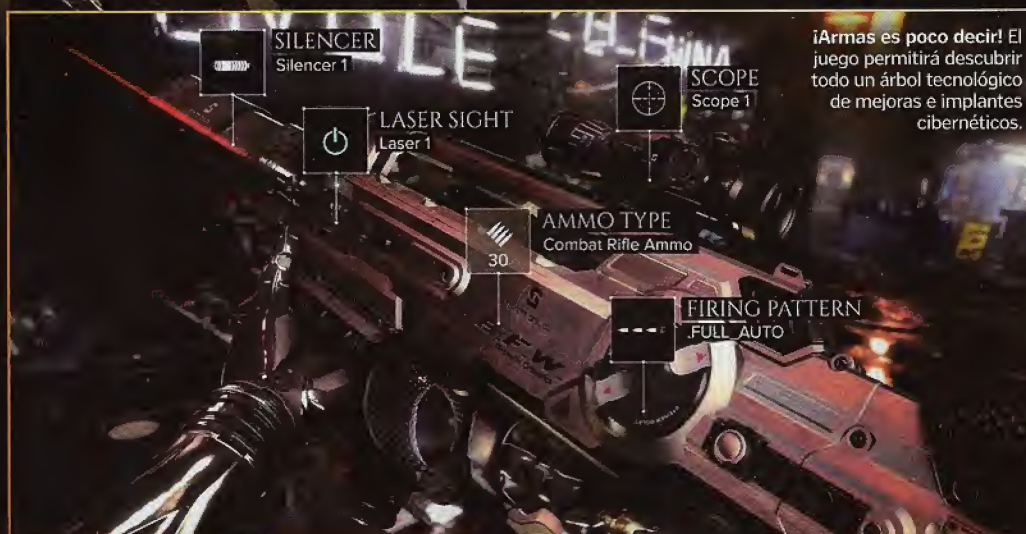 SILENCER
Silencer 1
LASER SIGHT
Laser 1
SCOPE
Scope 1
¡Armas es poco decir! El
juego permitirá descubrir
todo un árbol tecnológico
de mejoras e implantes
cibernéticos.
AMMO TYPE
Combat Rifle Ammo
30
FIRING PATTERN
.FULL_AUTO